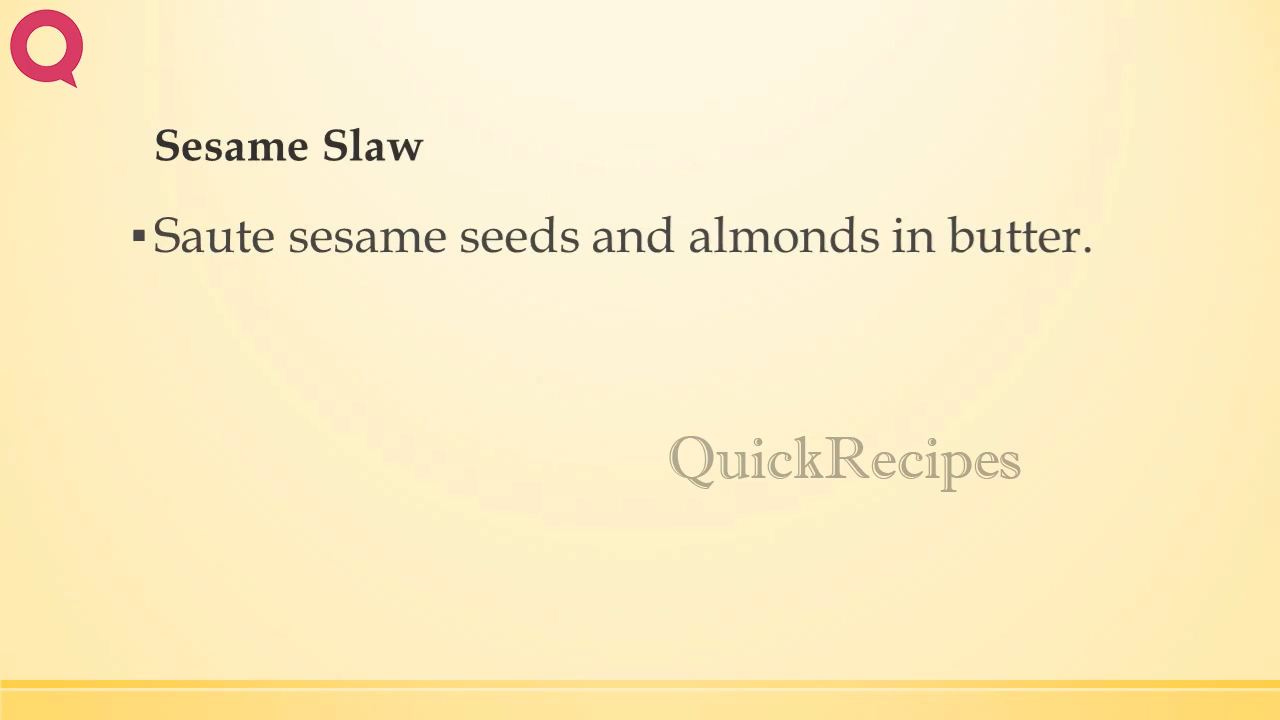 Sesame Slaw
▪Saute sesame seeds and almonds in butter.
QuickRecipes